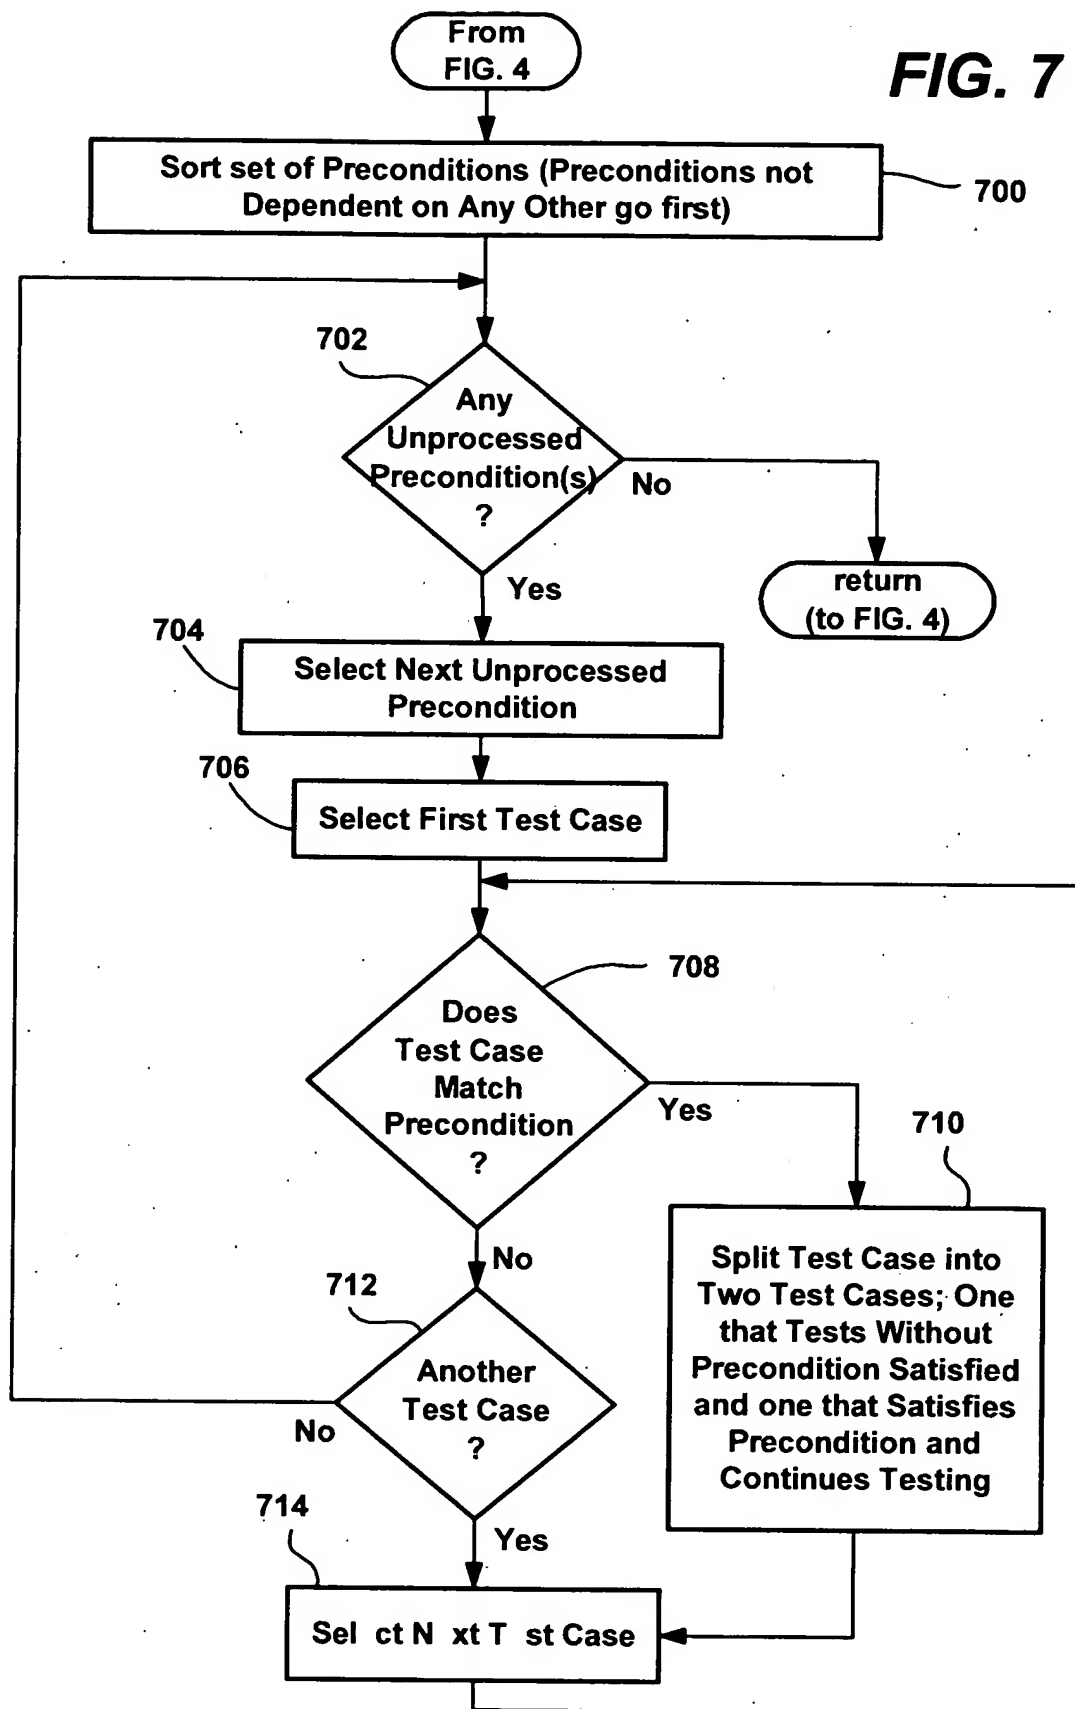 From
FIG. 4
FIG. 7
Sort set of Preconditions (Preconditions not
Dependent on Any Other go first)
700
702
Any
Unprocessed
Precondition(s)
?
No
Yes
return
(to FIG. 4)
704
Select Next Unprocessed
Precondition
706
Select First Test Case
708
Does
Test Case
Match
Precondition
?
Yes
No
710
Split Test Case into
Two Test Cases; One
that Tests Without
Precondition Satisfied
and one that Satisfies
Precondition and
Continues Testing
712
Another
Test Case
?
No
Yes
714
Sel ct N xt T st Case